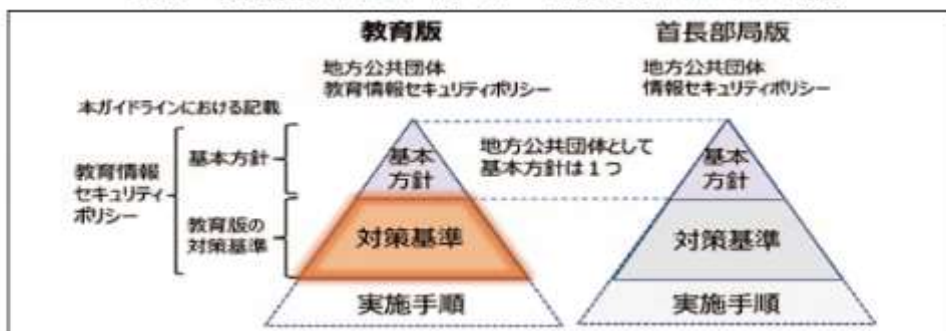 教育版
首長部局版
地方公共団体
教育情報セキュリティポリシー
地方公共団体
情報セキュリティポリシー
本ガイドラインにおける記載
教育情報
セキュリティ
ポリシー
基本方針
教育版の
対策基準
基本
方針
地方公共団体として
基本方針は1つ
基本
方針
対策基準
対策基準
実施手順
実施手順